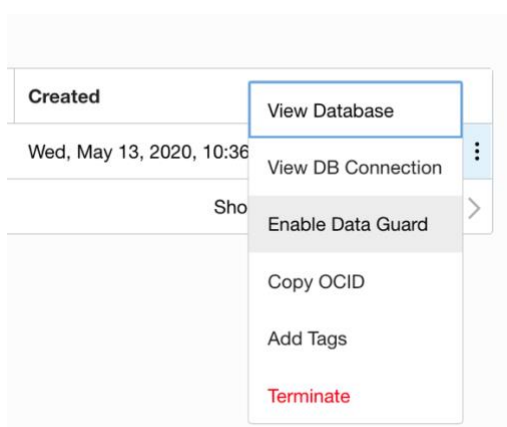 Created
View Database
Wed, May 13, 2020, 10:36
View DB Connection
Sho
Enable Data Guard
Copy OCID
Add Tags
Terminate